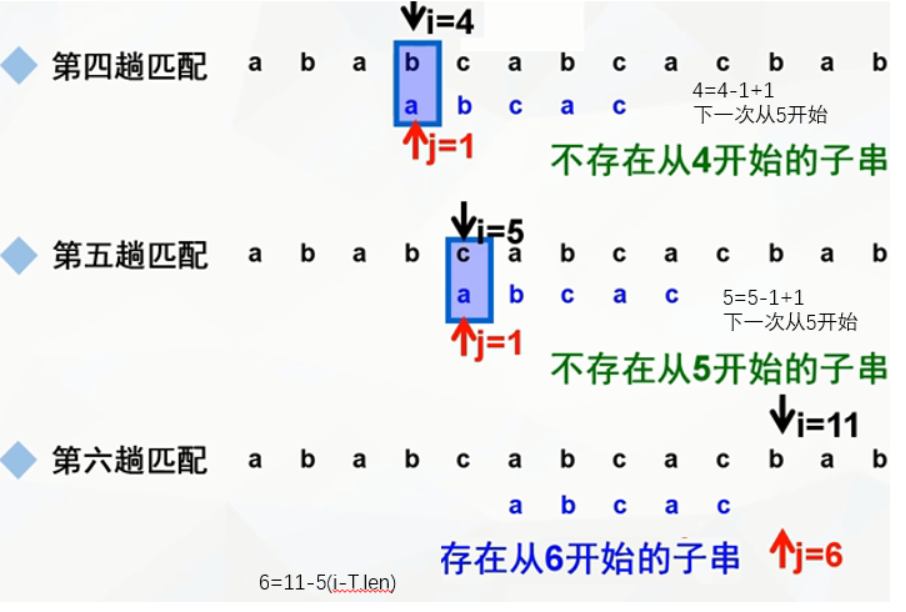 i=4
第四趟匹配 a b a b c a b c a c b a b
a b c a c
4=4-1+1
下一次从5开始
j=1
不存在从4开始的子串
i=5
第五趟匹配 a b a b c a b c a c b a b
a b c a c
5=5-1+1
下一次从5开始
j=1
不存在从5开始的子串
i=11
第六趟匹配 a b a b c a b c a c b a b
a b c a c
存在从6开始的子串
j=6
6=11-5(i-T.len)